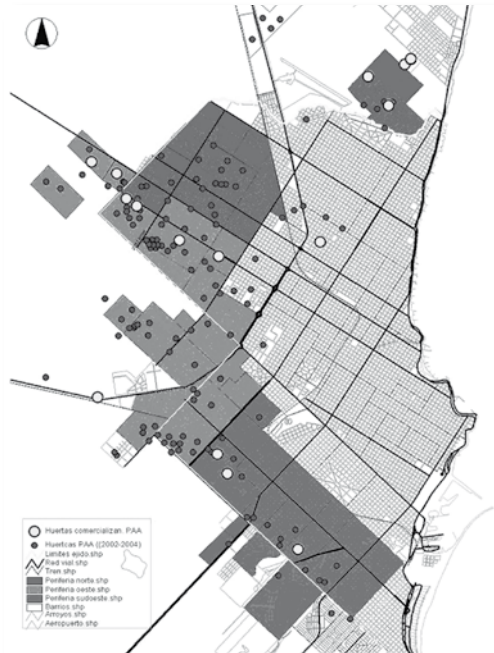 Huertas comercializan. PAA
Huertcas PAA ((2002-2004)
Limites ejido.shp
Red vial.shp
Tren.shp
Periferia norte.shp
Periferia oeste.shp
Periferia sudoeste.shp
Barrios.shp
Arroyos.shp
Aeropuerto.shp